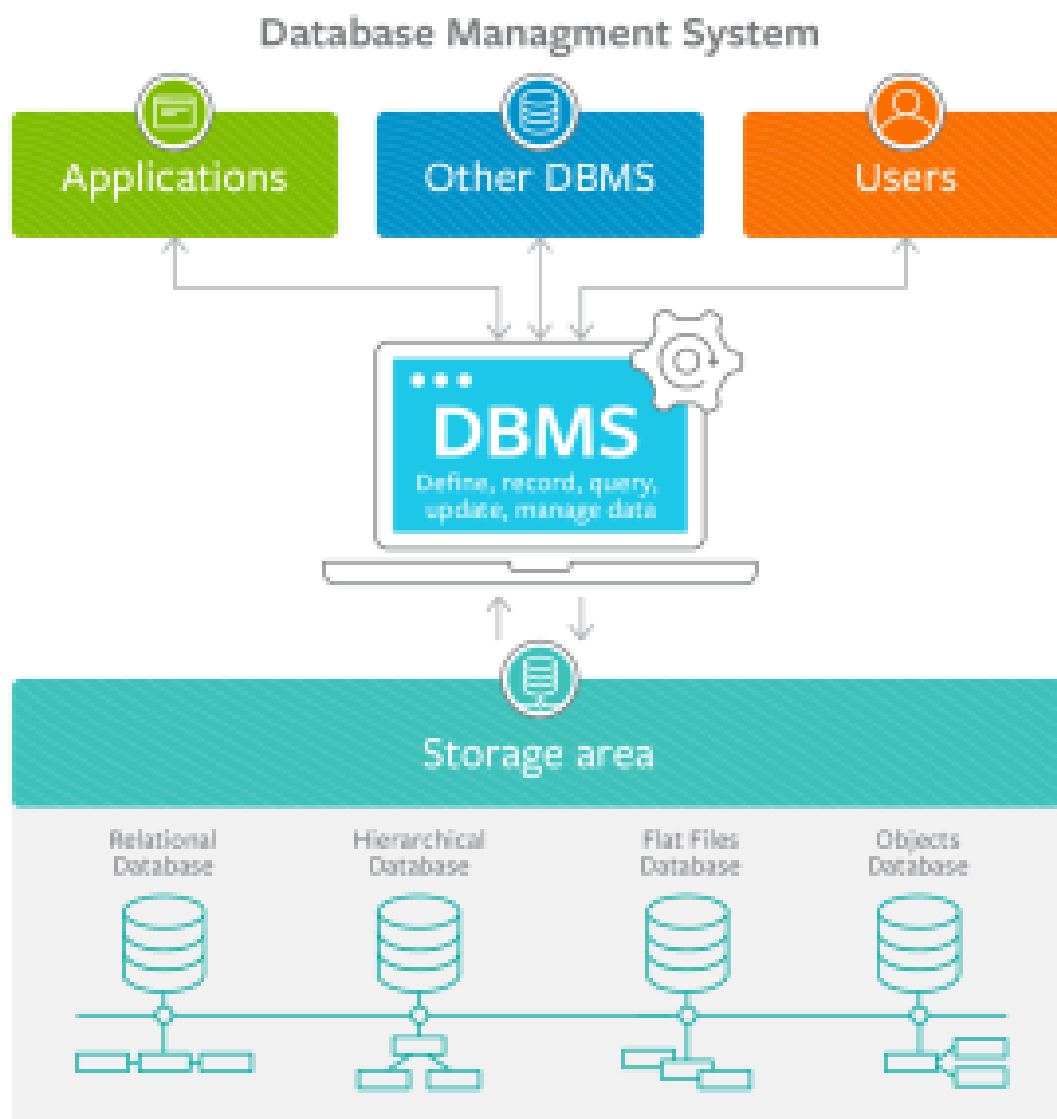 Database Managment System
Applications
Other DBMS
Users
DBMS
Define, record, query,
update, manage data
Storage area
Relational
Database
Hierarchical
Database
Flat Files
Database
Objects
Database